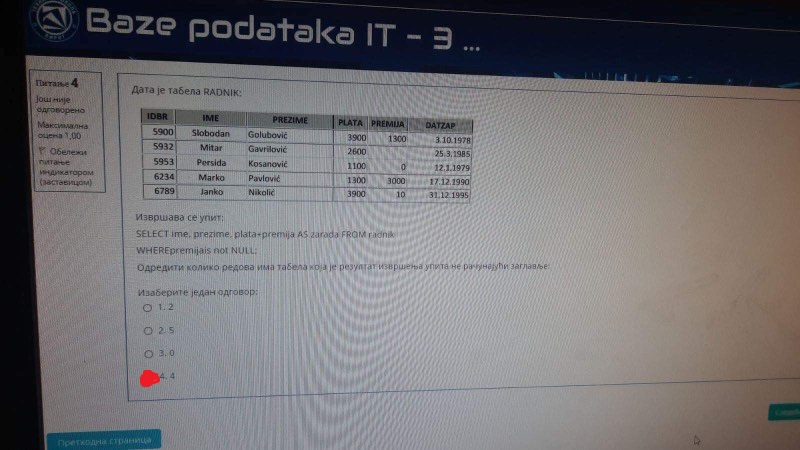 Baze podataka IT - 3 ...
Питање 4
Још није
одговорено
Максимална
оцена 1,00
Обележи
питање
индикатором
(заставицом)
Дата је табела RADNIK:
IDBR IME PREZIME PLATA PREMIJA DATZAP
5900 Slobodan Golubović 3900 1300 3.10.1978
5932 Mitar Gavrilović 2600 25.3.1985
5953 Persida Kosanović 1100 0 12.1.1979
6234 Marko Pavlović 1300 3000 17.12.1990
6789 Janko Nikolić 3900 10 31.12.1995
Извршава се упит:
SELECT ime, prezime, plata+premija AS zarada FROM radnik
WHEREpremijais not NULL;
Одредити колико редова има табела која је резултат извршења упита не рачунајући заглавље:
Изаберите један одговор:
1. 2
2. 5
3. 0
4. 4
Претходна страница